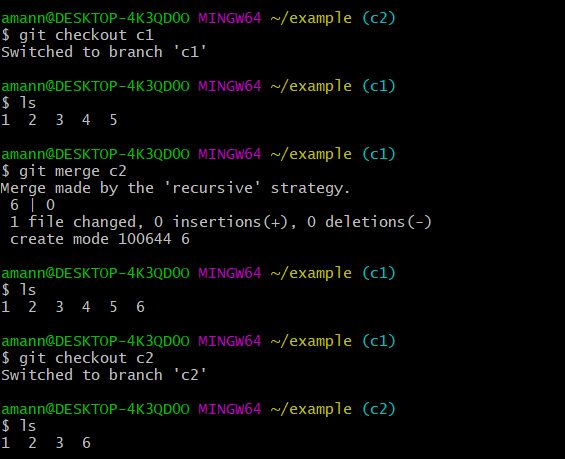 amann@DESKTOP-4K3QD0O MINGW64 ~/example (c2)
$ git checkout c1
Switched to branch 'c1'
amann@DESKTOP-4K3QD0O MINGW64 ~/example (c1)
$ ls
1  2  3  4  5
amann@DESKTOP-4K3QD0O MINGW64 ~/example (c1)
$ git merge c2
Merge made by the 'recursive' strategy.
 6 | 0
 1 file changed, 0 insertions(+), 0 deletions(-)
 create mode 100644 6
amann@DESKTOP-4K3QD0O MINGW64 ~/example (c1)
$ ls
1  2  3  4  5  6
amann@DESKTOP-4K3QD0O MINGW64 ~/example (c1)
$ git checkout c2
Switched to branch 'c2'
amann@DESKTOP-4K3QD0O MINGW64 ~/example (c2)
$ ls
1  2  3  6